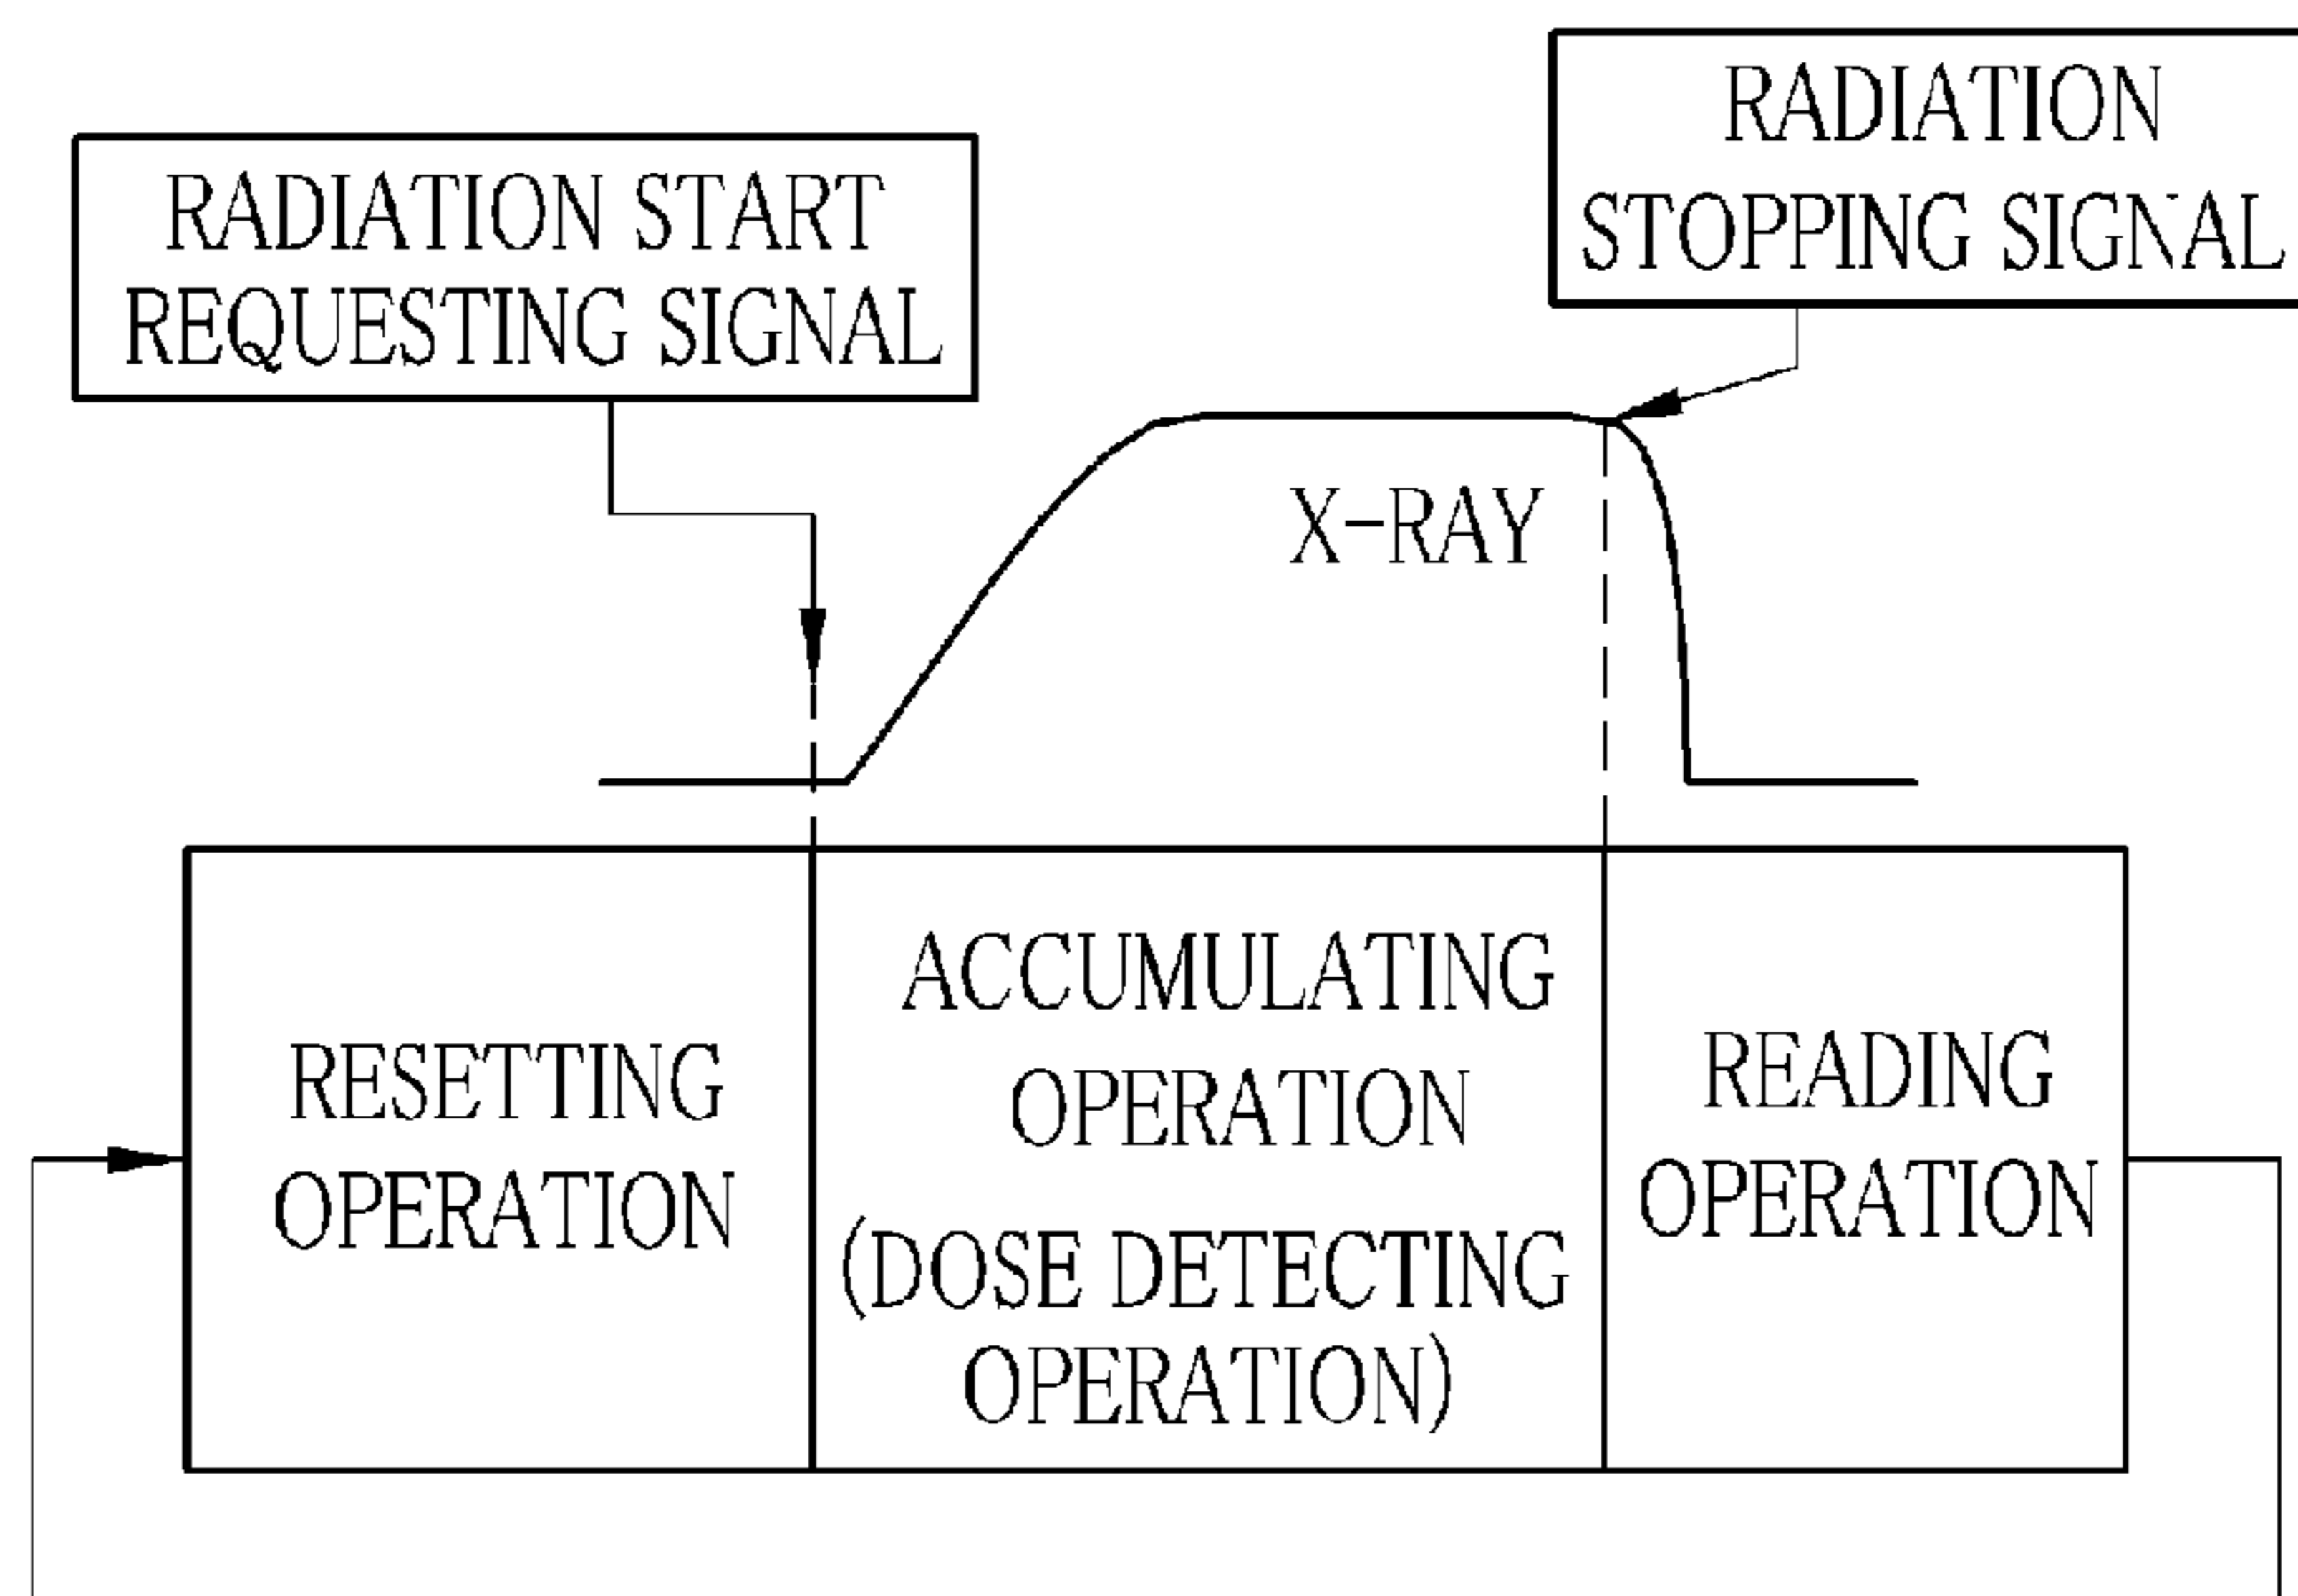 RADIATION
STOPPING SIGNAL
RADIATION START
REQUESTING SIGNAL
X-RAY
RESETTING
OPERATION
ACCUMULATING
OPERATION
(DOSE DETECTING
OPERATION)
READING
OPERATION